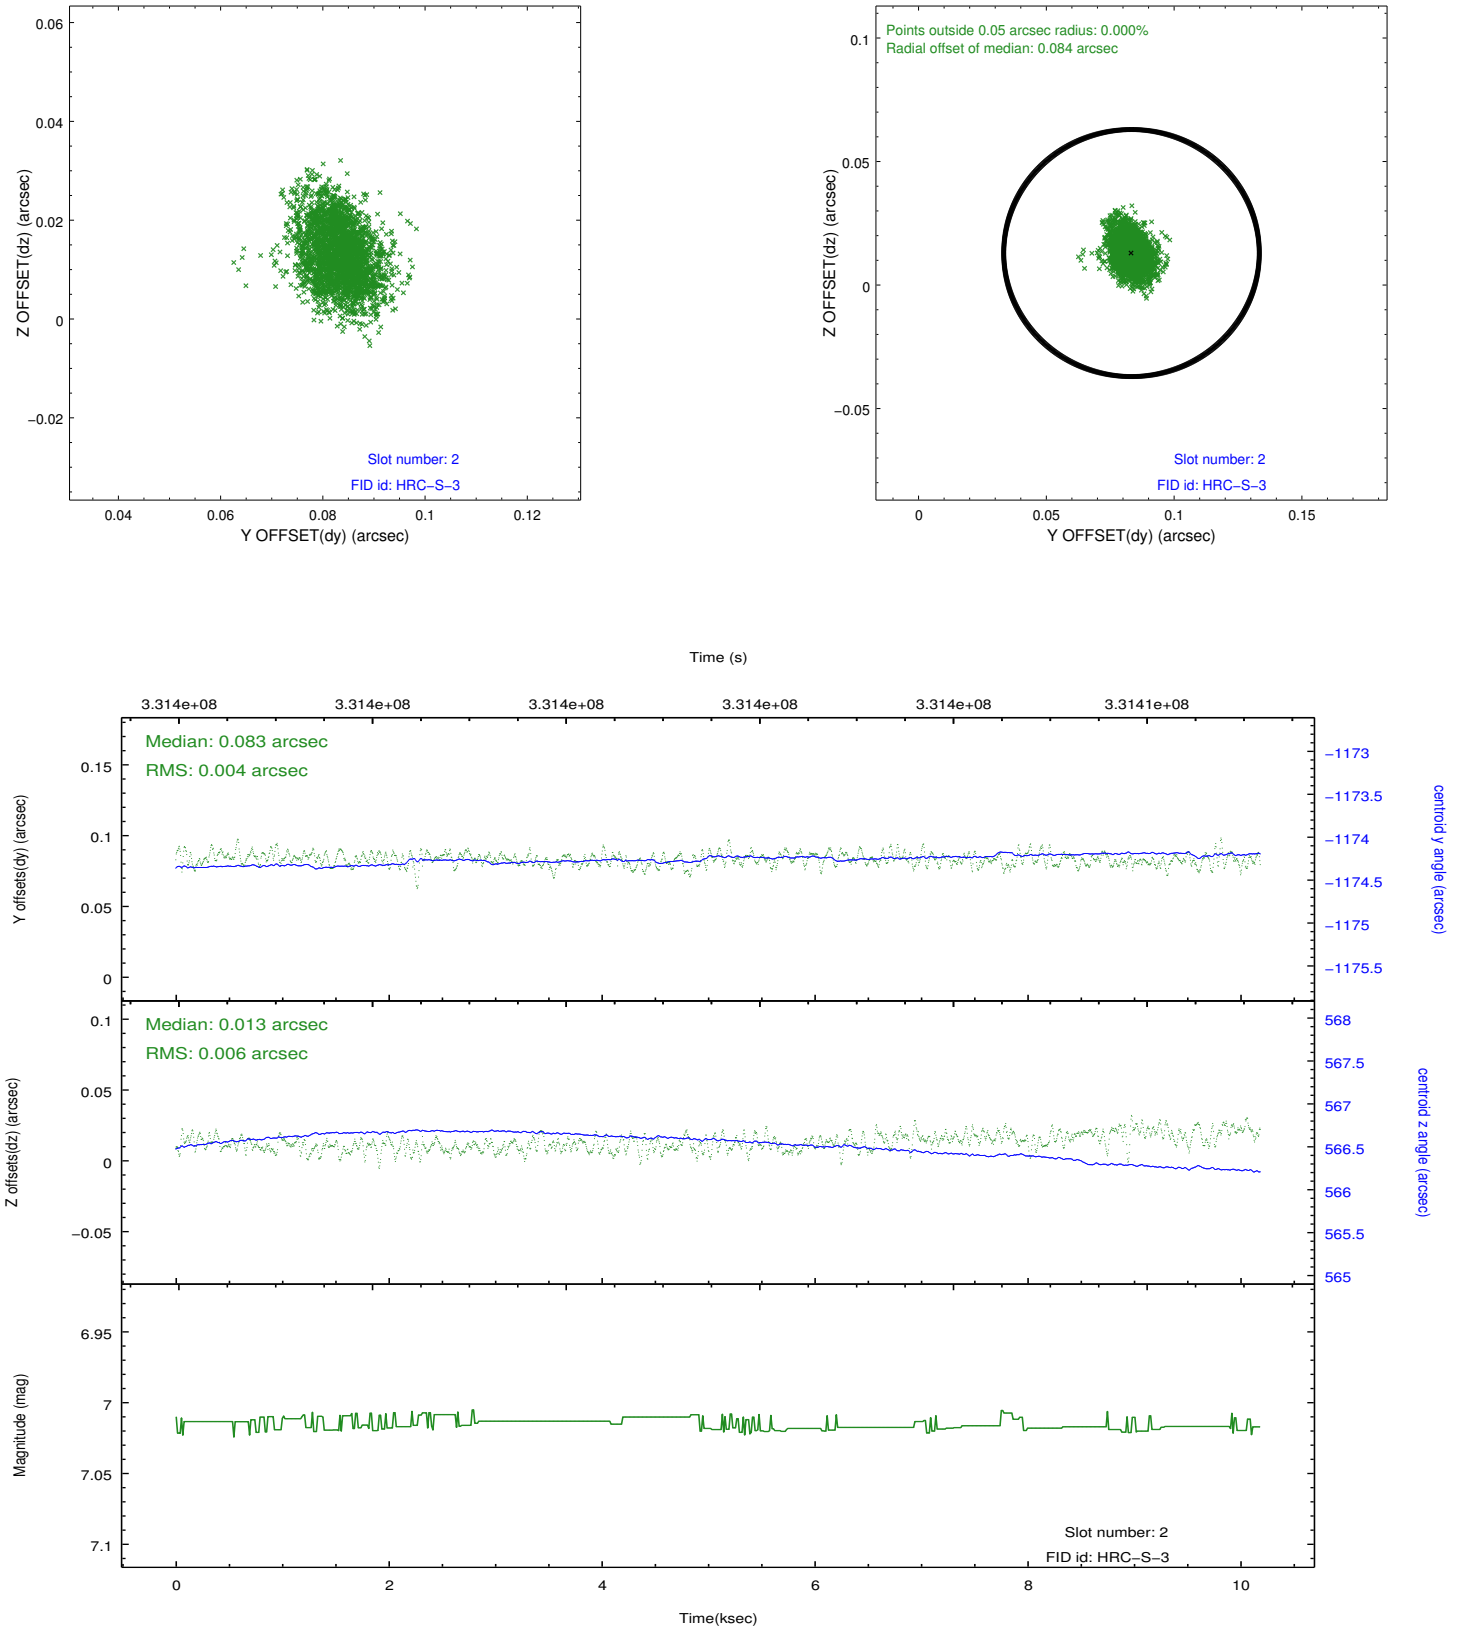 0.06
0.04
0.02
0
−0.02
Z OFFSET(dz) (arcsec)
Slot number: 2
FID id: HRC−S−3
0.04
0.06
0.08
0.1
0.12
Y OFFSET(dy) (arcsec)
Points outside 0.05 arcsec radius: 0.000%
Radial offset of median: 0.084 arcsec
0.1
0.05
0
−0.05
Z OFFSET(dz) (arcsec)
Slot number: 2
FID id: HRC−S−3
0
0.05
0.1
0.15
Y OFFSET(dy) (arcsec)
Time (s)
3.314e+08
3.314e+08
3.314e+08
3.314e+08
3.314e+08
3.3141e+08
Median: 0.083 arcsec
RMS: 0.004 arcsec
0.15
0.1
0.05
0
Y offsets(dy) (arcsec)
−1173
−1173.5
−1174
−1174.5
−1175
−1175.5
centroid y angle (arcsec)
Median: 0.013 arcsec
RMS: 0.006 arcsec
0.1
0.05
0
−0.05
Z offsets(dz) (arcsec)
568
567.5
567
566.5
566
565.5
565
centroid z angle (arcsec)
6.95
7
7.05
7.1
Magnitude (mag)
Slot number: 2
FID id: HRC−S−3
0
2
4
6
8
10
Time(ksec)